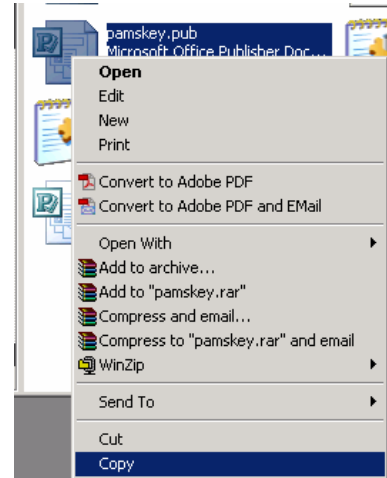 pamskey.pub
Microsoft Office Publisher Doc...
Open
Edit
New
Print
Convert to Adobe PDF
Convert to Adobe PDF and EMail
Open With
Add to archive...
Add to "pamskey.rar"
Compress and email...
Compress to "pamskey.rar" and email
WinZip
Send To
Cut
Copy